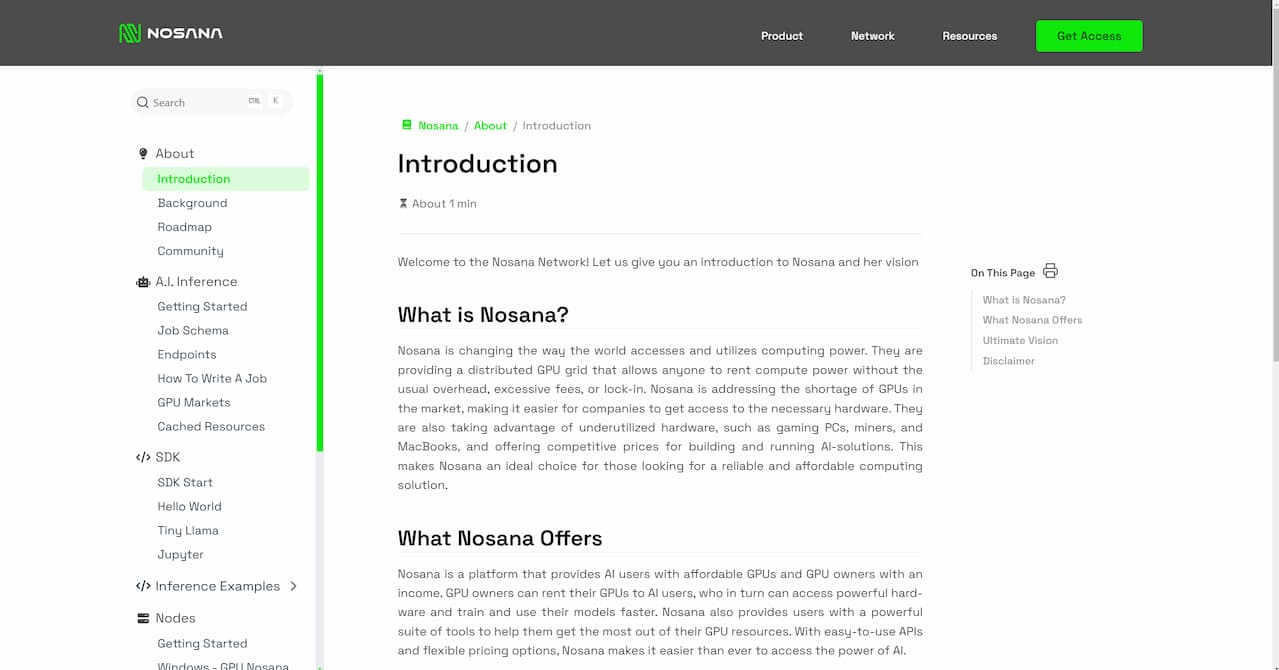 NOSANA
Product
Network
Resources
Get Access
Search
CTRL
K
About
Introduction
Background
Roadmap
Community
A.I. Inference
Getting Started
Job Schema
Endpoints
How To Write A Job
GPU Markets
Cached Resources
SDK
SDK Start
Hello World
Tiny Llama
Jupyter
Inference Examples
Nodes
Getting Started
Windows - GPU Nosana
Nosana / About / Introduction
Introduction
About 1 min
Welcome to the Nosana Network! Let us give you an introduction to Nosana and her vision
What is Nosana?
Nosana is changing the way the world accesses and utilizes computing power. They are
providing a distributed GPU grid that allows anyone to rent compute power without the
usual overhead, excessive fees, or lock-in. Nosana is addressing the shortage of GPUs in
the market, making it easier for companies to get access to the necessary hardware. They
are also taking advantage of underutilized hardware, such as gaming PCs, miners, and
MacBooks, and offering competitive prices for building and running AI-solutions. This
makes Nosana an ideal choice for those looking for a reliable and affordable computing
solution.
What Nosana Offers
Nosana is a platform that provides AI users with affordable GPUs and GPU owners with an
income. GPU owners can rent their GPUs to AI users, who in turn can access powerful hard-
ware and train and use their models faster. Nosana also provides users with a powerful
suite of tools to help them get the most out of their GPU resources. With easy-to-use APIs
and flexible pricing options, Nosana makes it easier than ever to access the power of AI.
On This Page
What is Nosana?
What Nosana Offers
Ultimate Vision
Disclaimer